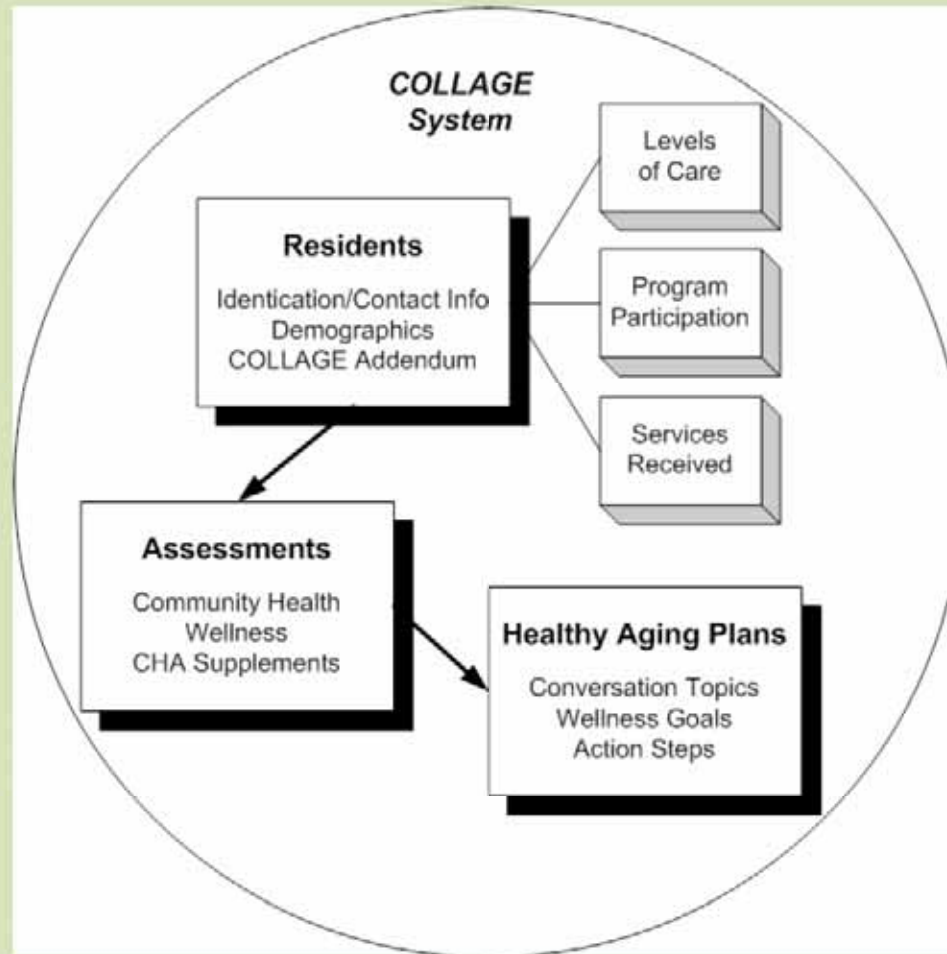 COLLAGE
System
Levels
of Care
Residents
Identication/Contact Info
Demographics
COLLAGE Addendum
Program
Participation
Services
Received
Assessments
Community Health
Wellness
CHA Supplements
Healthy Aging Plans
Conversation Topics
Wellness Goals
Action Steps